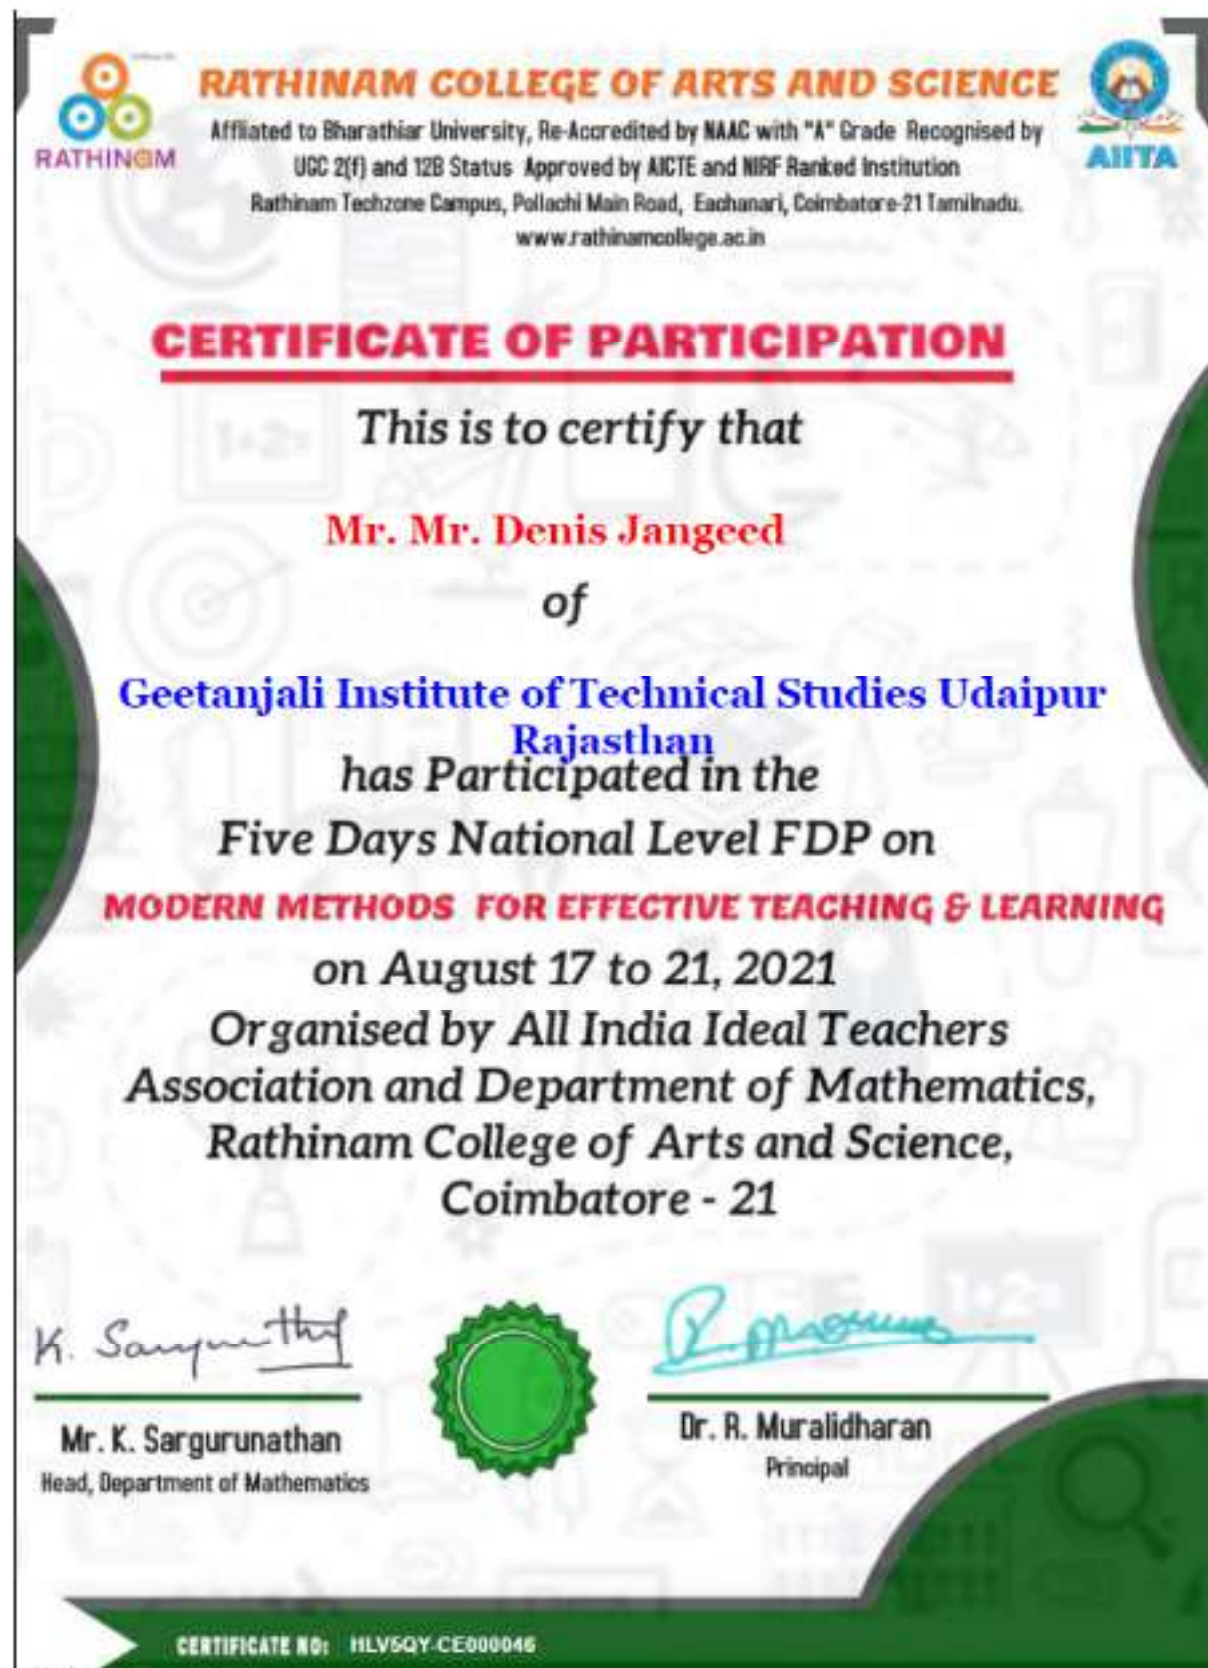 RATHINAM COLLEGE OF ARTS AND SCIENCE
RATHINAM
AIITA
Affliated to Bharathiar University, Re-Accredited by NAAC with "A" Grade Recognised by
UGC 2(f) and 12B Status Approved by AICTE and NIRF Ranked Institution
Rathinam Techzone Campus, Pollachi Main Road, Eachanari, Coimbatore-21 Tamilnadu.
www.rathinamcollege.ac.in
CERTIFICATE OF PARTICIPATION
This is to certify that
Mr. Mr. Denis Jangeed
of
Geetanjali Institute of Technical Studies Udaipur
Rajasthan
has Participated in the
Five Days National Level FDP on
MODERN METHODS FOR EFFECTIVE TEACHING & LEARNING
on August 17 to 21, 2021
Organised by All India Ideal Teachers
Association and Department of Mathematics,
Rathinam College of Arts and Science,
Coimbatore - 21
Mr. K. Sargurunathan
Head, Department of Mathematics
Dr. R. Muralidharan
Principal
CERTIFICATE NO: HLV5QY-CE000046